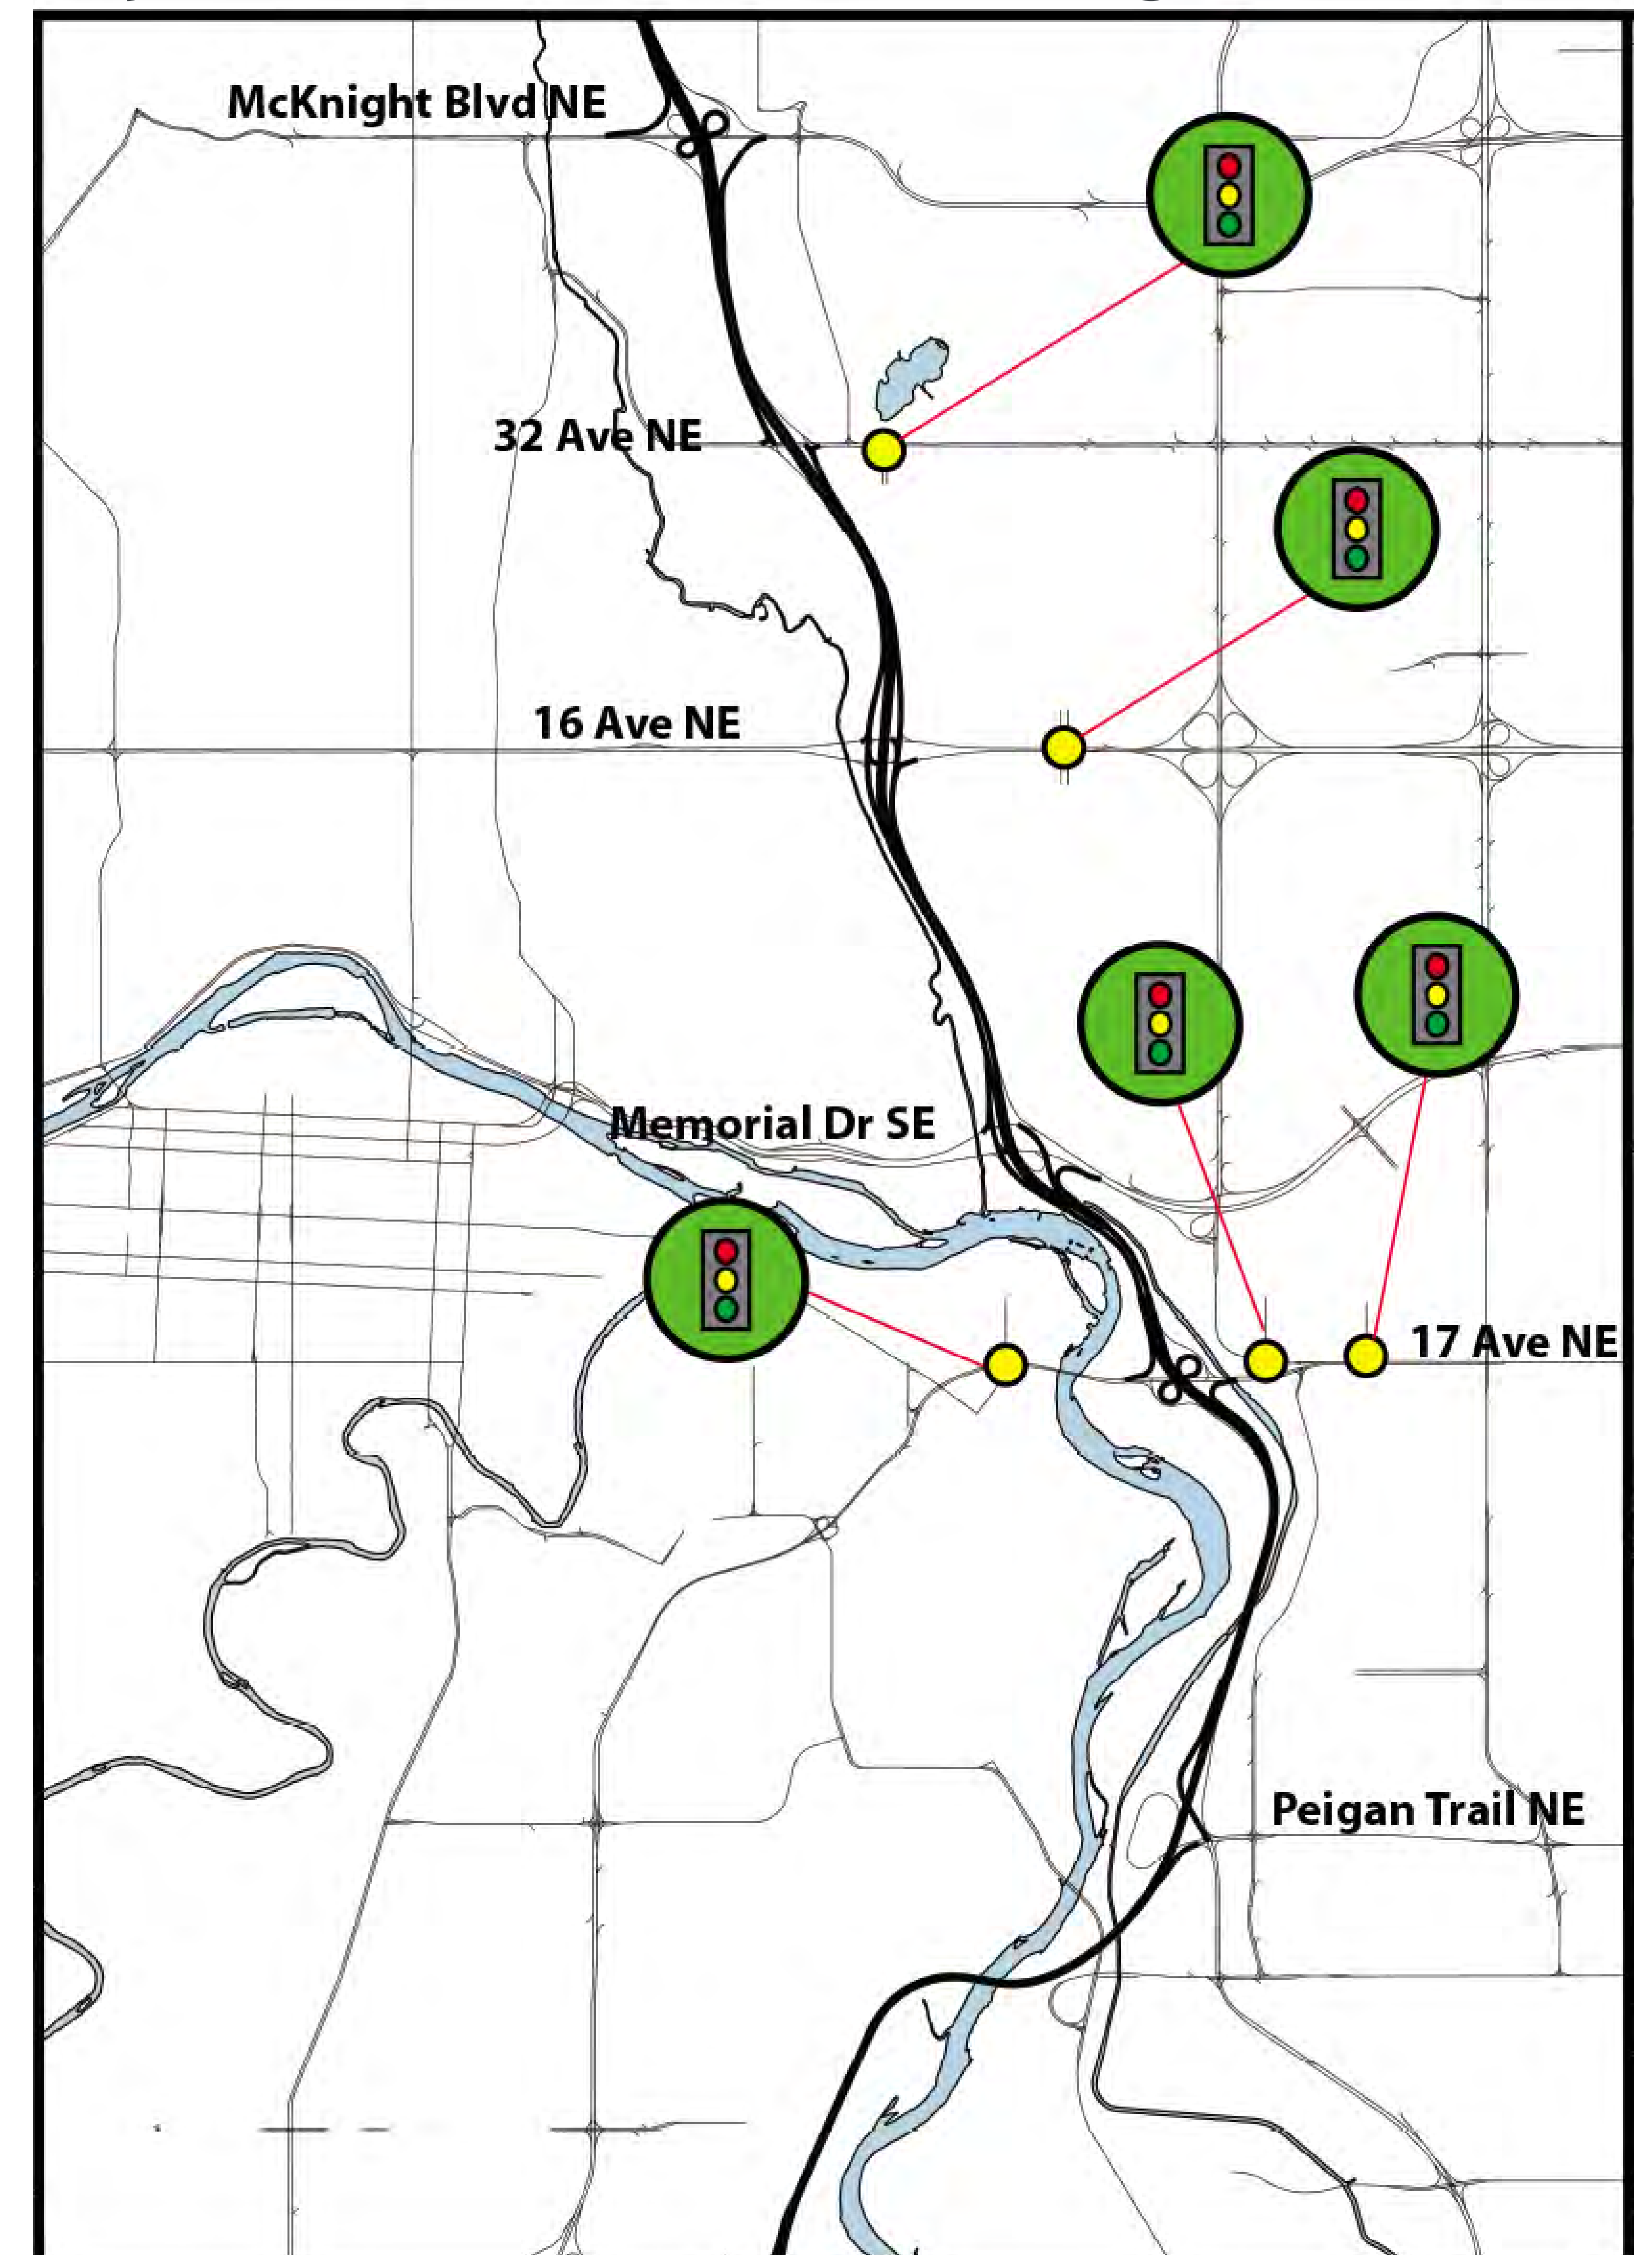 McKnight Blvd NE
32 Ave NE
16 Ave NE
Memorial Dr SE
17 Ave NE
Peigan Trail NE